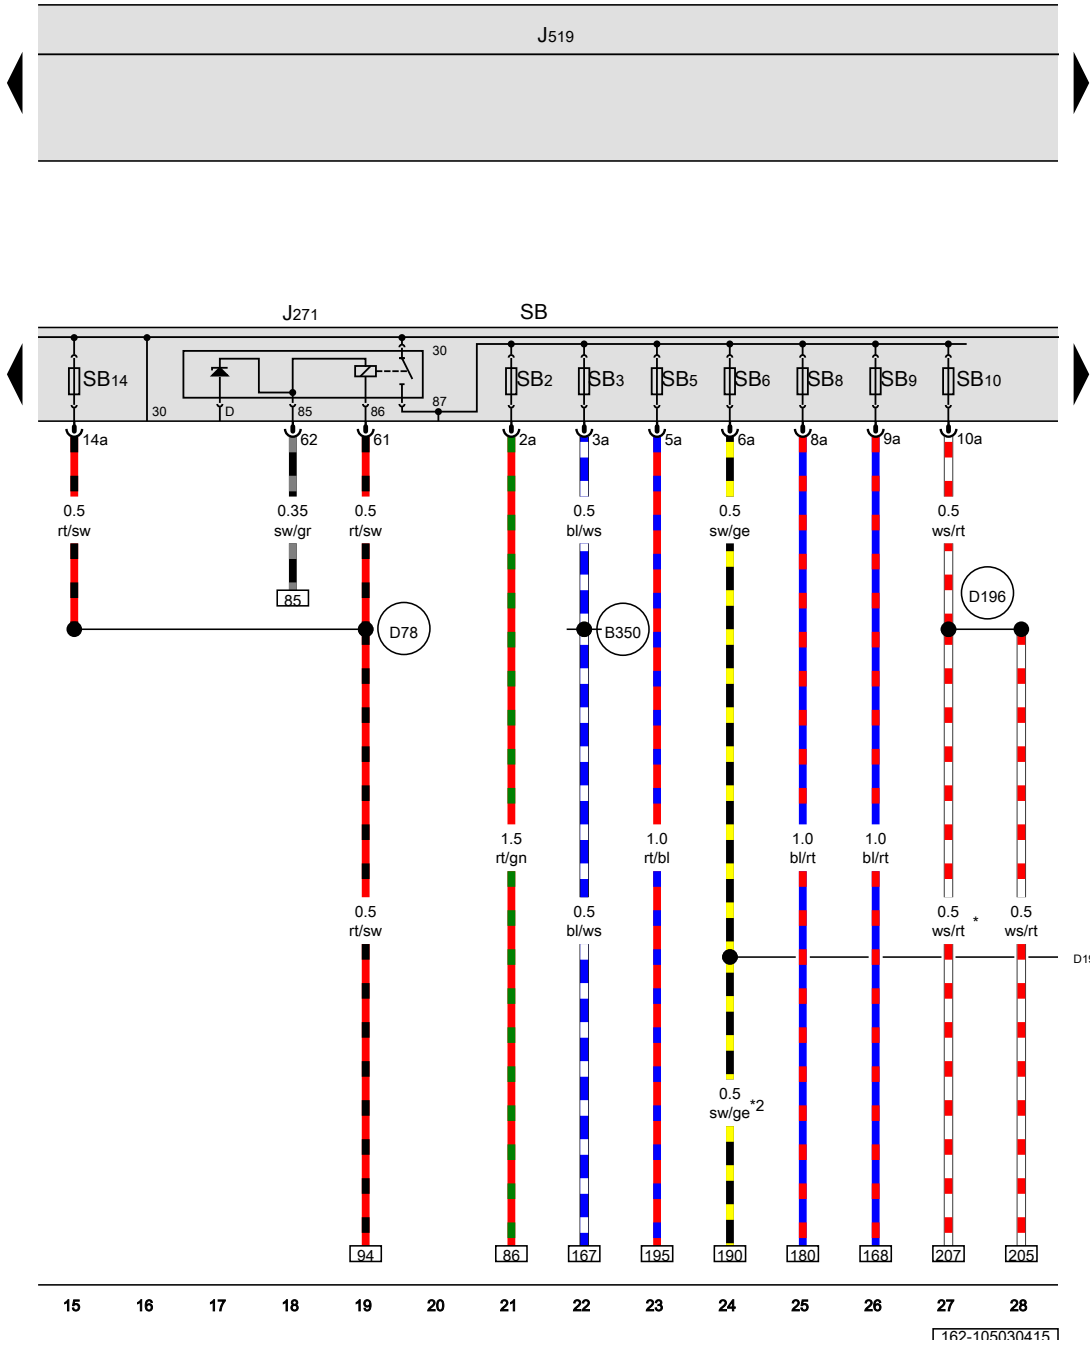 J519
J271 SB
30
SB14 SB2 SB3 SB5 SB6 SB8 SB9 SB10
87
30 D 85 86
14a 62 61 2a 3a 5a 6a 8a 9a 10a
0.5 0.35 0.5 0.5 0.5 0.5
rt/sw sw/gr rt/sw bl/ws sw/ge ws/rt
85
D196
D78 B350
1.5 1.0 1.0 1.0
rt/gn rt/bl bl/rt bl/rt
0.5 0.5 0.5 0.5
rt/sw bl/ws ws/rt * ws/rt
D19
0.5
sw/ge *2
94 86 167 195 190 180 168 207 205
15 16 17 18 19 20 21 22 23 24 25 26 27 28
162-105030415